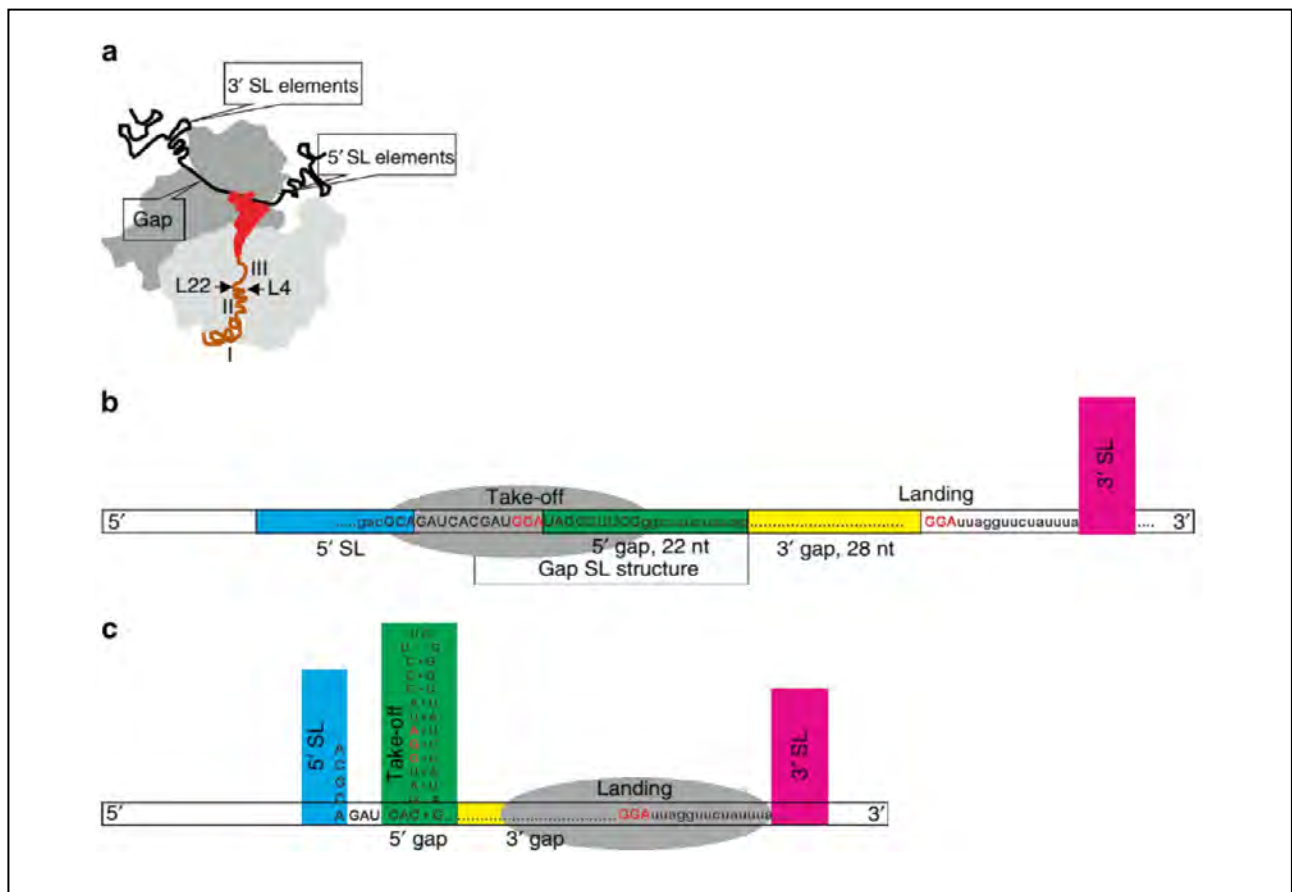 a
3′ SL elements
5′ SL elements
Gap
III
L22
L4
II
I
b
Take-off
Landing
3′ SL
5′
.....gacGCAGAUCACGAUGGA
GGAuuagguucuauuua
....
3′
5′ SL
5′ gap, 22 nt
3′ gap, 28 nt
Gap SL structure
c
5′ SL
Take-off
Landing
3′ SL
5′
A GAU
CAC
GGAuuagguucuauuua
3′
5′ gap
3′ gap